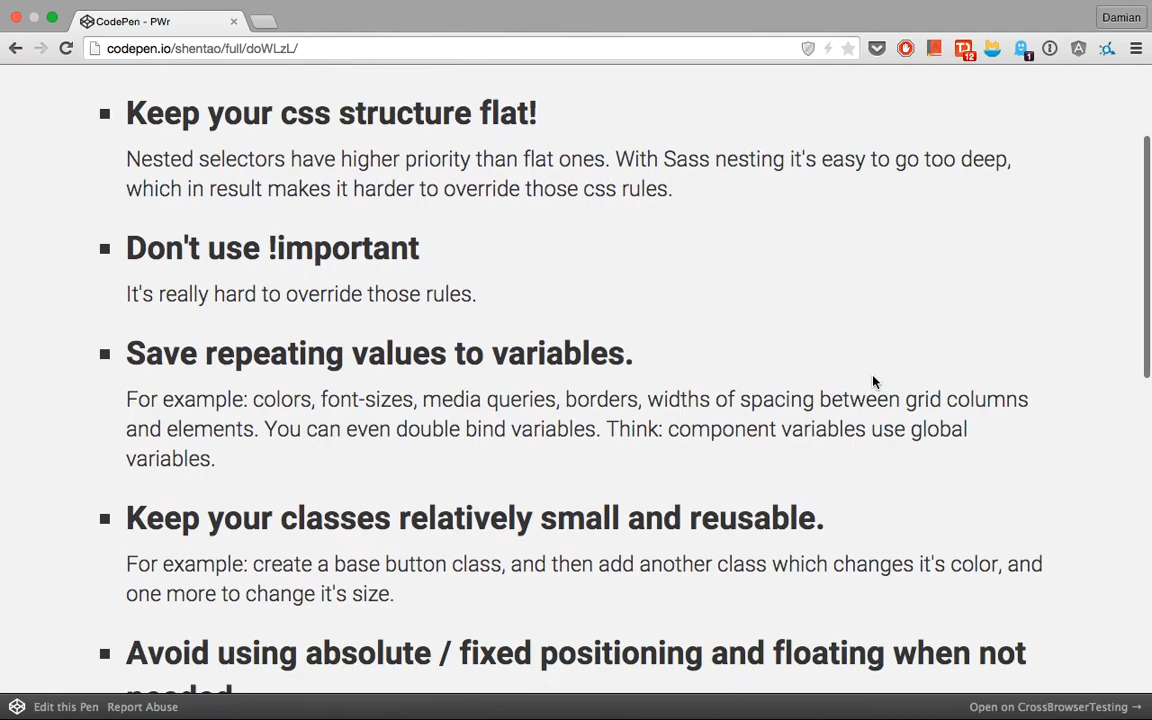 CodePen - PWr
Damian
codepen.io/shentao/full/doWLzL/
12
1
Keep your css structure flat!
Nested selectors have higher priority than flat ones. With Sass nesting it's easy to go too deep,
which in result makes it harder to override those css rules.
Don't use !important
It's really hard to override those rules.
Save repeating values to variables.
For example: colors, font-sizes, media queries, borders, widths of spacing between grid columns
and elements. You can even double bind variables. Think: component variables use global
variables.
Keep your classes relatively small and reusable.
For example: create a base button class, and then add another class which changes it's color, and
one more to change it's size.
Avoid using absolute / fixed positioning and floating when not
needed
Edit this Pen Report Abuse
Open on CrossBrowserTesting →